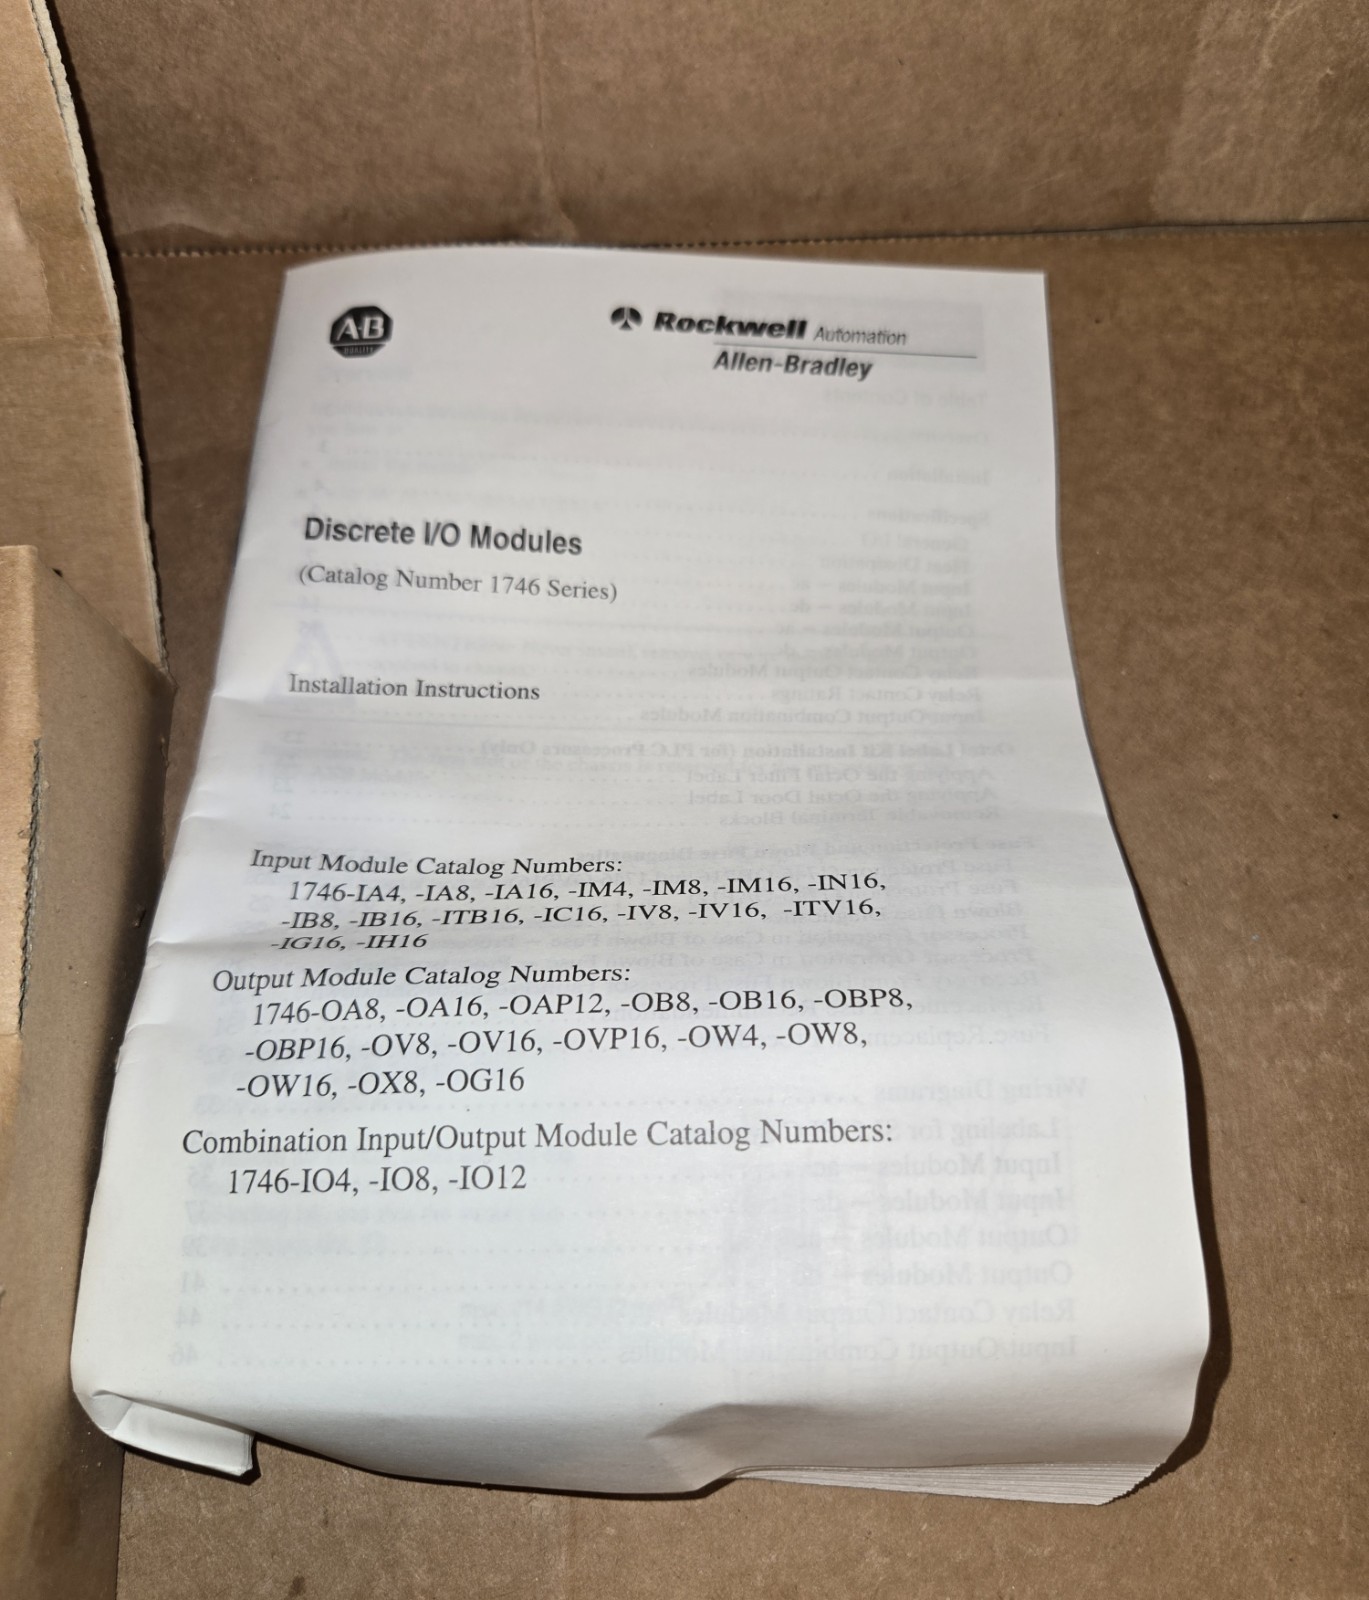 A·B
QUALITY
Rockwell Automation
Allen-Bradley
Discrete I/O Modules
(Catalog Number 1746 Series)
Installation Instructions
Input Module Catalog Numbers:
1746-IA4, -IA8, -IA16, -IM4, -IM8, -IM16, -IN16,
-IB8, -IB16, -ITB16, -IC16, -IV8, -IV16, -ITV16,
-IG16, -IH16
Output Module Catalog Numbers:
1746-OA8, -OA16, -OAP12, -OB8, -OB16, -OBP8,
-OBP16, -OV8, -OV16, -OVP16, -OW4, -OW8,
-OW16, -OX8, -OG16
Combination Input/Output Module Catalog Numbers:
1746-IO4, -IO8, -IO12